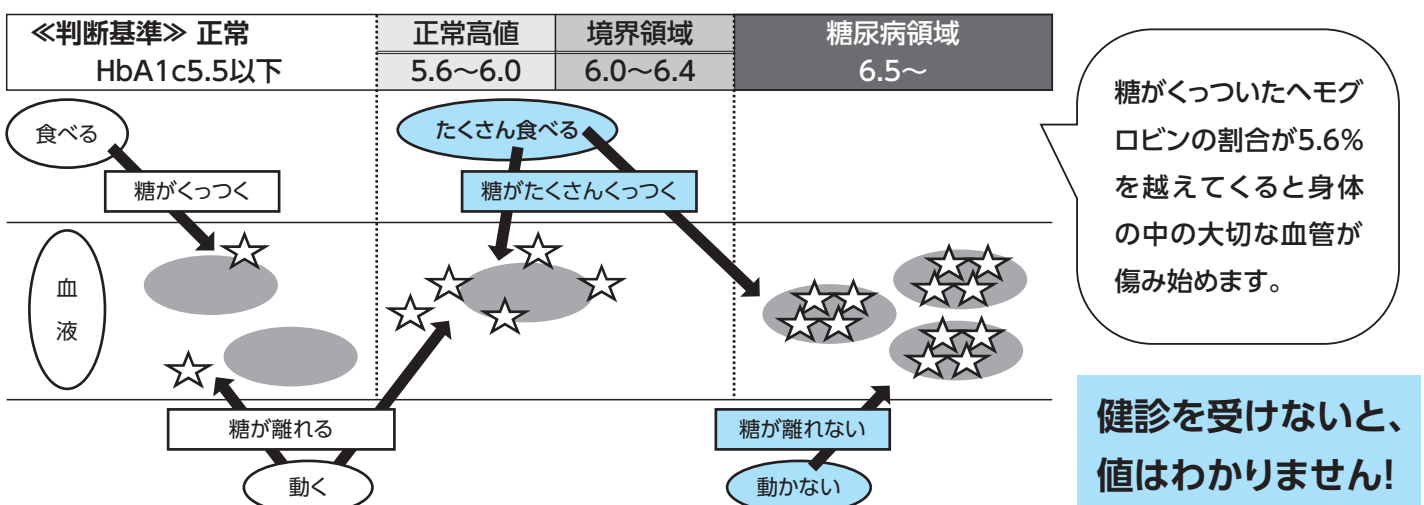 ≪判断基準≫ 正常
HbA1c5.5以下
正常高値
5.6～6.0
境界領域
6.0～6.4
糖尿病領域
6.5～
食べる
たくさん食べる
糖がくっつく
糖がたくさんくっつく
血
液
糖が離れる
糖が離れない
動く
動かない
糖がくっついたヘモグ
ロビンの割合が5.6%
を越えてくると身体
の中の大切な血管が
傷み始めます。
健診を受けないと、
値はわかりません!